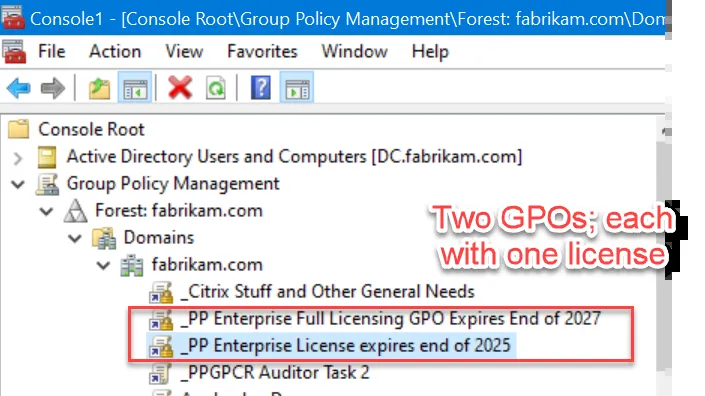 Console1 - [Console Root\Group Policy Management\Forest: fabrikam.com\Dom
File Action View Favorites Window Help
Console Root
Active Directory Users and Computers [DC.fabrikam.com]
Group Policy Management
Forest: fabrikam.com
Domains
fabrikam.com
Two GPOs; each
with one license
_Citrix Stuff and Other General Needs
_PP Enterprise Full Licensing GPO Expires End of 2027
_PP Enterprise License expires end of 2025
_PPGPCR Auditor Task 2